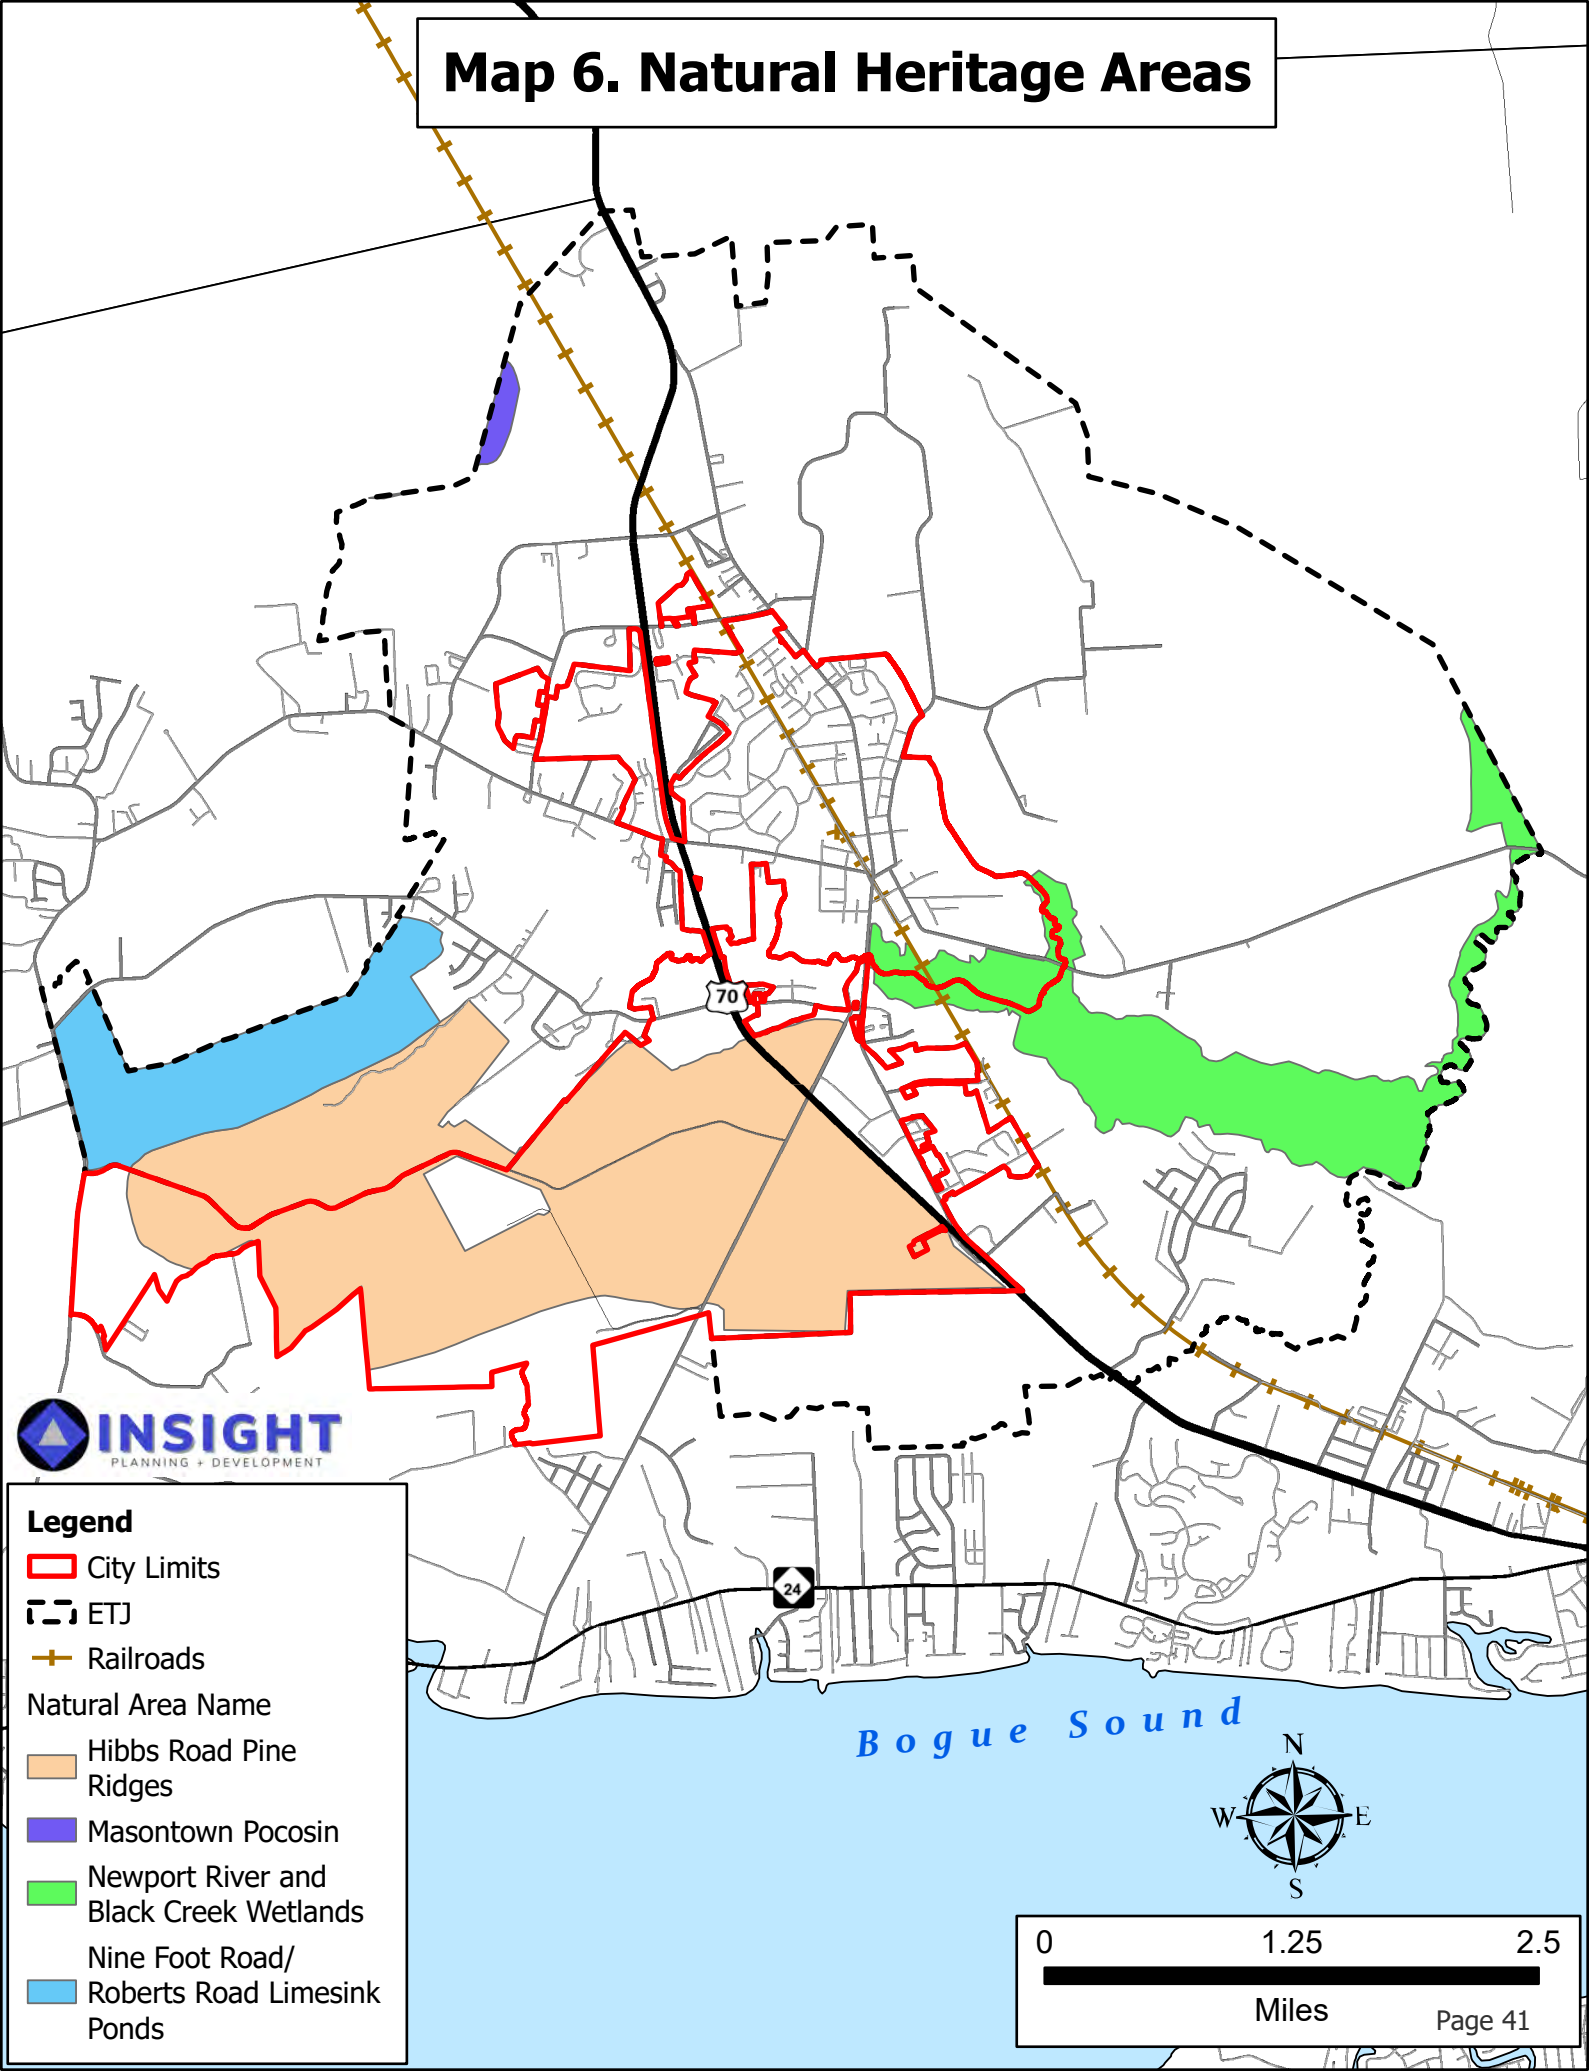 Map 6. Natural Heritage Areas
70
INSIGHT
PLANNING + DEVELOPMENT
Legend
City Limits
ETJ
Railroads
Natural Area Name
Hibbs Road Pine
Ridges
Masontown Pocosin
Newport River and
Black Creek Wetlands
Nine Foot Road/
Roberts Road Limesink
Ponds
24
Bogue Sound
N
W E
S
0 1.25 2.5
Miles
Page 41